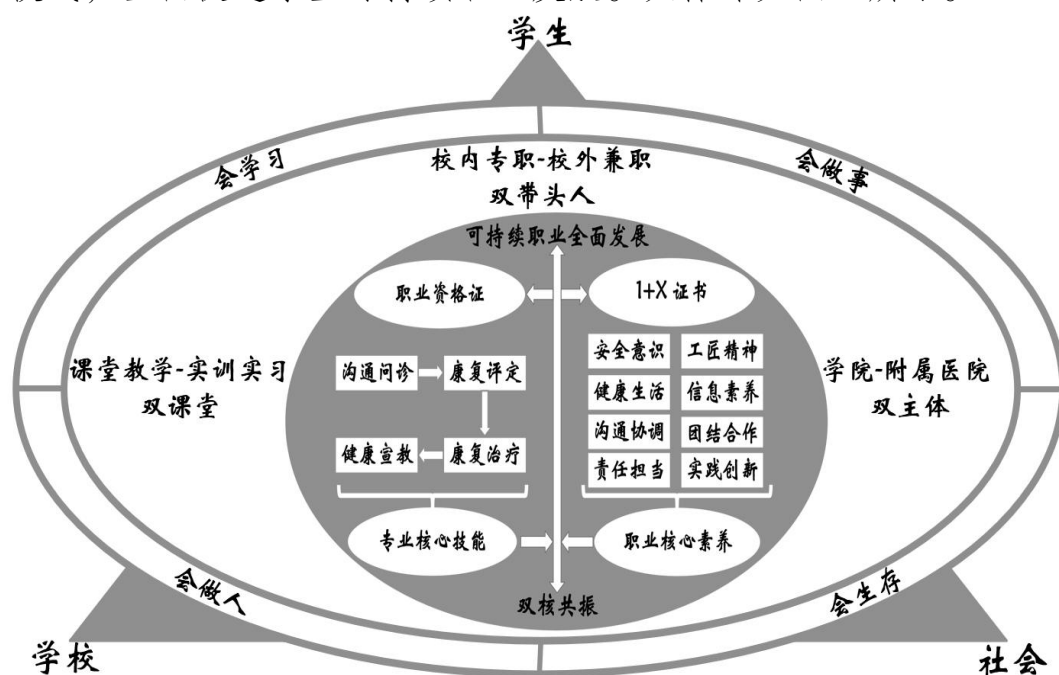 学生
会学习
会做事
校内专职-校外兼职
双带头人
可持续职业全面发展
职业资格证
1+X 证书
课堂教学-实训实习
双课堂
沟通问诊
康复评定
健康宣教
康复治疗
安全意识
工匠精神
健康生活
信息素养
沟通协调
团结合作
责任担当
实践创新
学院-附属医院
双主体
专业核心技能
职业核心素养
双核共振
会做人
会生存
学校
社会